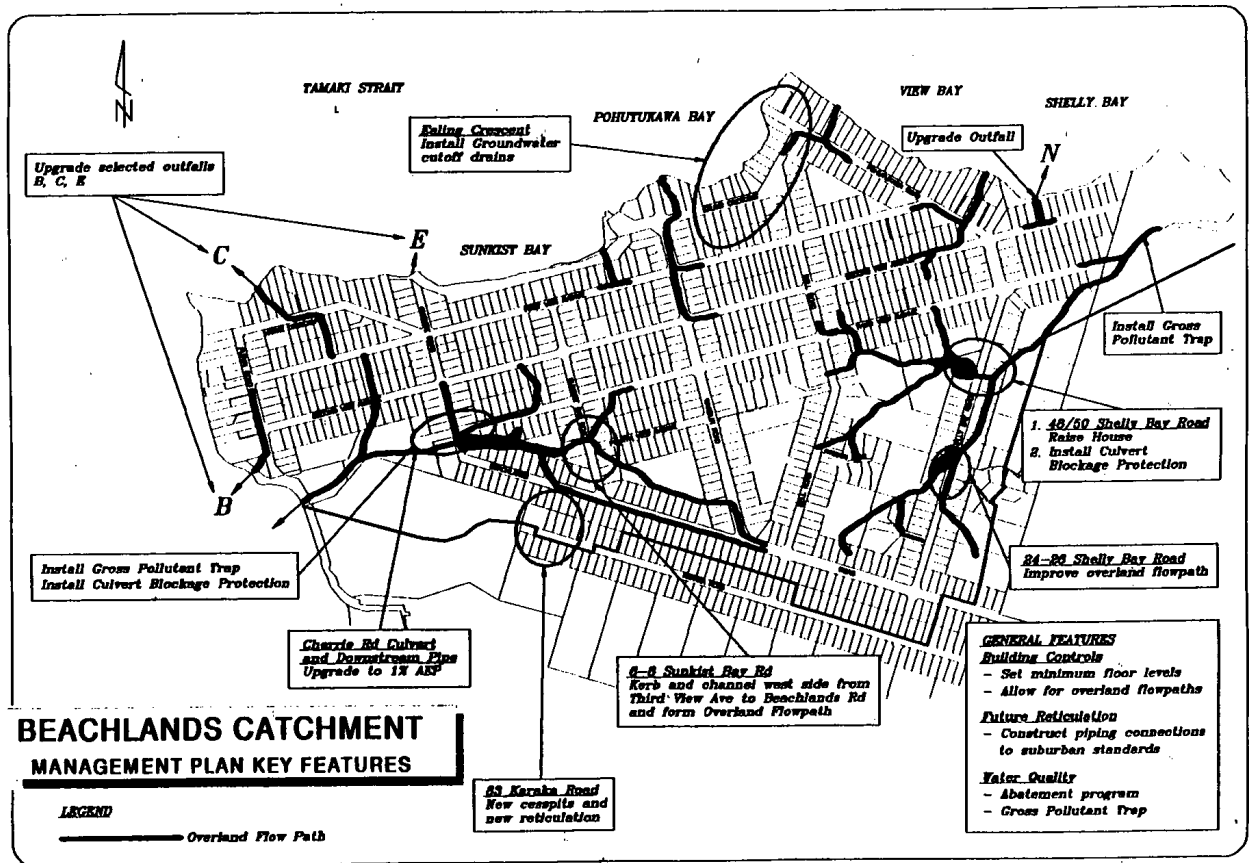 TAMAKI STRAIT
POHUTUKAWA BAY
VIEW BAY
SHELLY BAY
N
Ealing Crescent
Install Groundwater
cutoff drains
Upgrade Outfall
N
Upgrade selected outfalls
B, C, E
E
SUNKIST BAY
C
Install Gross
Pollutant Trap
1. 48/50 Shelly Bay Road
Raise House
2. Install Culvert
Blockage Protection
B
Install Gross Pollutant Trap
Install Culvert Blockage Protection
24-26 Shelly Bay Road
Improve overland flowpath
Cherrie Rd Culvert
and Downstream Pipe
Upgrade to 1% AEP
6-8 Sunkist Bay Rd
Kerb and channel west side from
Third View Ave to Beachlands Rd
and form Overland Flowpath
GENERAL FEATURES
Building Controls
- Set minimum floor levels
- Allow for overland flowpaths
Future Reticulation
- Construct piping connections
to suburban standards
Water Quality
- Abatement program
- Gross Pollutant Trap
BEACHLANDS CATCHMENT
MANAGEMENT PLAN KEY FEATURES
83 Karaka Road
New cesspits and
new reticulation
LEGEND
Overland Flow Path